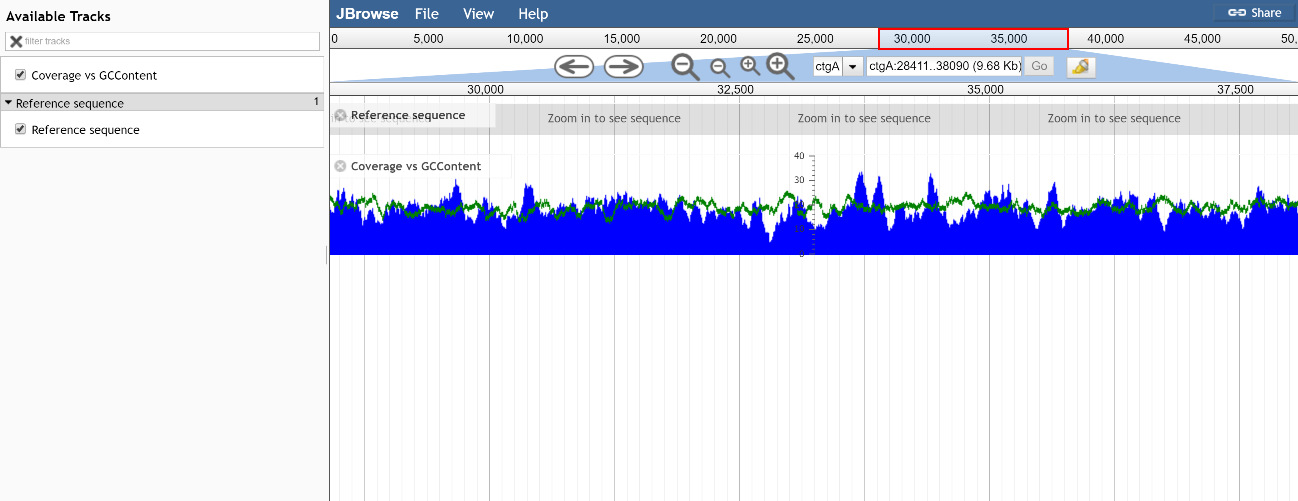 Available Tracks
filter tracks
Coverage vs GCContent
Reference sequence 1
Reference sequence
JBrowse File View Help Share
0 5,000 10,000 15,000 20,000 25,000 30,000 35,000 40,000 45,000 50,
ctgA ctgA:28411..38090 (9.68 Kb) Go
30,000 32,500 35,000 37,500
Reference sequence
Zoom in to see sequence Zoom in to see sequence Zoom in to see sequence
Coverage vs GCContent
40
30
10
0